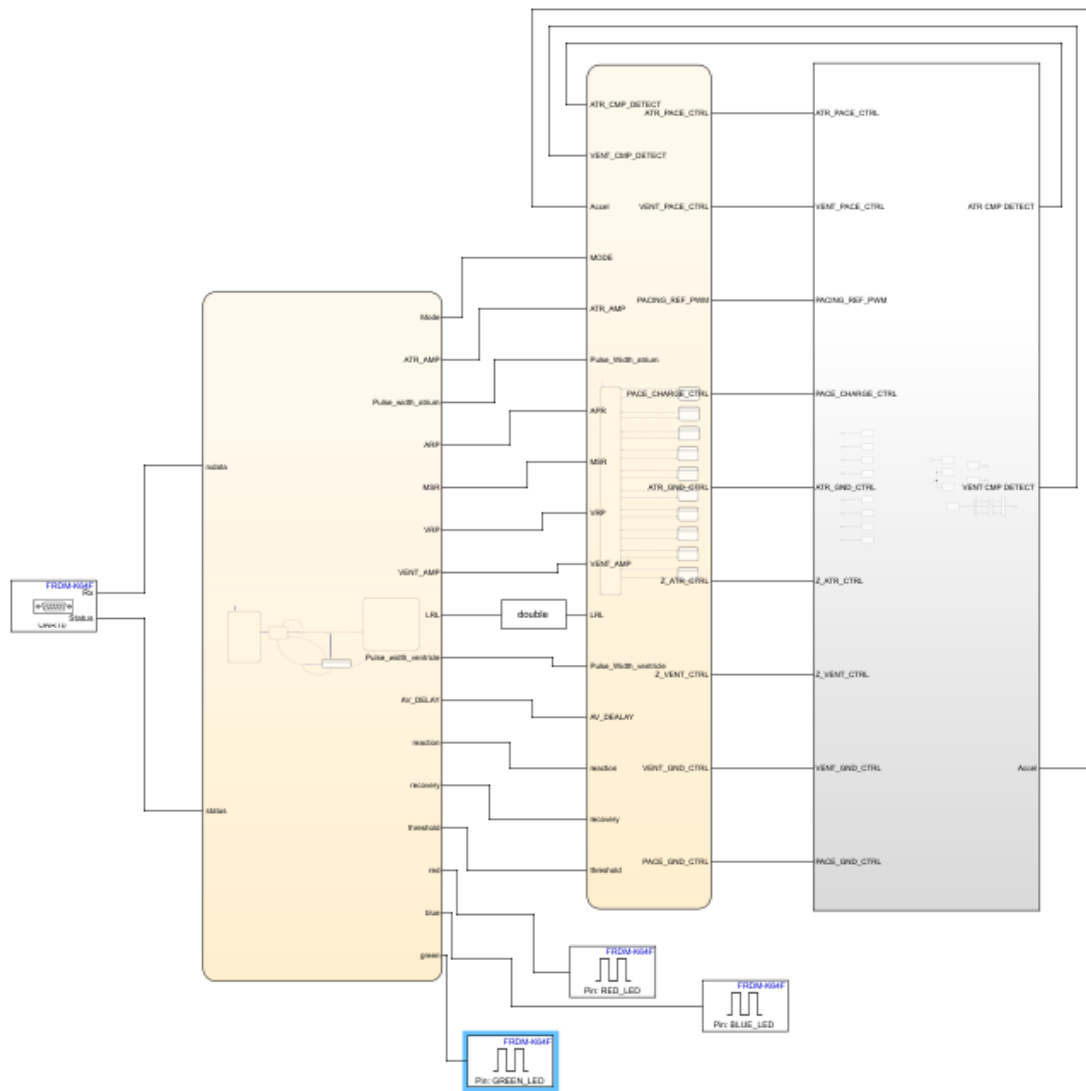 FRDM-K64F
Rx
Status
rxdata
status
Mode
ATR_AMP
Pulse_width_atrium
ARP
MSR
VRP
VENT_AMP
LRL
Pulse_width_ventricle
AV_DELAY
reaction
recovery
threshold
red
blue
green
double
ATR_CMP_DETECT
VENT_CMP_DETECT
Accel
MODE
ATR_AMP
Pulse_Width_atrium
MSR
VRP
VENT_AMP
LRL
Pulse_Width_ventricle
AV_DEALAY
reaction
recovery
threshold
ATR_PACE_CTRL
VENT_PACE_CTRL
PACING_REF_PWM
PACE_CHARGE_CTRL
ATR_GND_CTRL
Z_ATR_CTRL
Z_VENT_CTRL
VENT_GND_CTRL
PACE_GND_CTRL
ATR_PACE_CTRL
VENT_PACE_CTRL
PACING_REF_PWM
PACE_CHARGE_CTRL
ATR_GND_CTRL
Z_ATR_CTRL
Z_VENT_CTRL
VENT_GND_CTRL
PACE_GND_CTRL
ATR CMP DETECT
VENT CMP DETECT
Accel
FRDM-K64F
Pin: RED_LED
FRDM-K64F
Pin: BLUE_LED
FRDM-K64F
Pin: GREEN_LED